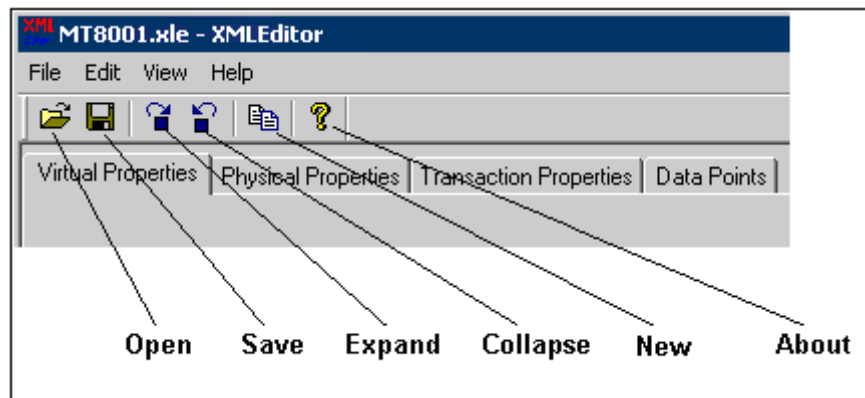 XML
MT8001.xle - XMLEditor
File Edit View Help
Virtual Properties Physical Properties Transaction Properties Data Points
Open Save Expand Collapse New About